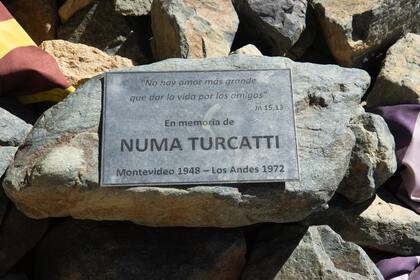 "No hay amor más grande
que dar la vida por los amigos"
Jn 15,13
En memoria de
NUMA TURCATTI
Montevideo 1948 – Los Andes 1972